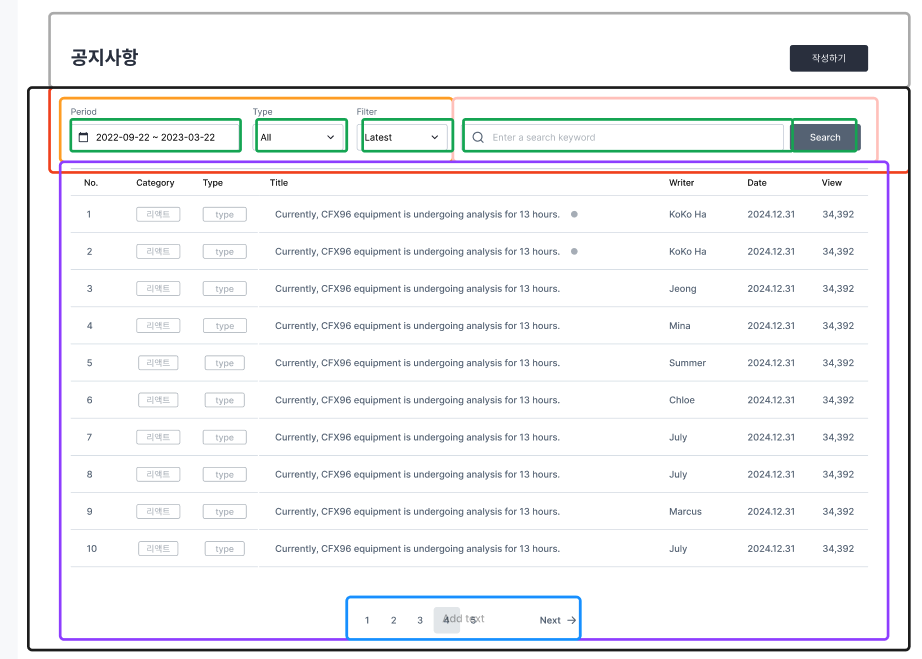 공지사항
작성하기
Period Type Filter
2022-09-22 ~ 2023-03-22 All Latest Enter a search keyword Search
No. Category Type Title Writer Date View
1 리액트 type Currently, CFX96 equipment is undergoing analysis for 13 hours. KoKo Ha 2024.12.31 34,392
2 리액트 type Currently, CFX96 equipment is undergoing analysis for 13 hours. KoKo Ha 2024.12.31 34,392
3 리액트 type Currently, CFX96 equipment is undergoing analysis for 13 hours. Jeong 2024.12.31 34,392
4 리액트 type Currently, CFX96 equipment is undergoing analysis for 13 hours. Mina 2024.12.31 34,392
5 리액트 type Currently, CFX96 equipment is undergoing analysis for 13 hours. Summer 2024.12.31 34,392
6 리액트 type Currently, CFX96 equipment is undergoing analysis for 13 hours. Chloe 2024.12.31 34,392
7 리액트 type Currently, CFX96 equipment is undergoing analysis for 13 hours. July 2024.12.31 34,392
8 리액트 type Currently, CFX96 equipment is undergoing analysis for 13 hours. July 2024.12.31 34,392
9 리액트 type Currently, CFX96 equipment is undergoing analysis for 13 hours. Marcus 2024.12.31 34,392
10 리액트 type Currently, CFX96 equipment is undergoing analysis for 13 hours. July 2024.12.31 34,392
1 2 3 4 5 Next
Add text